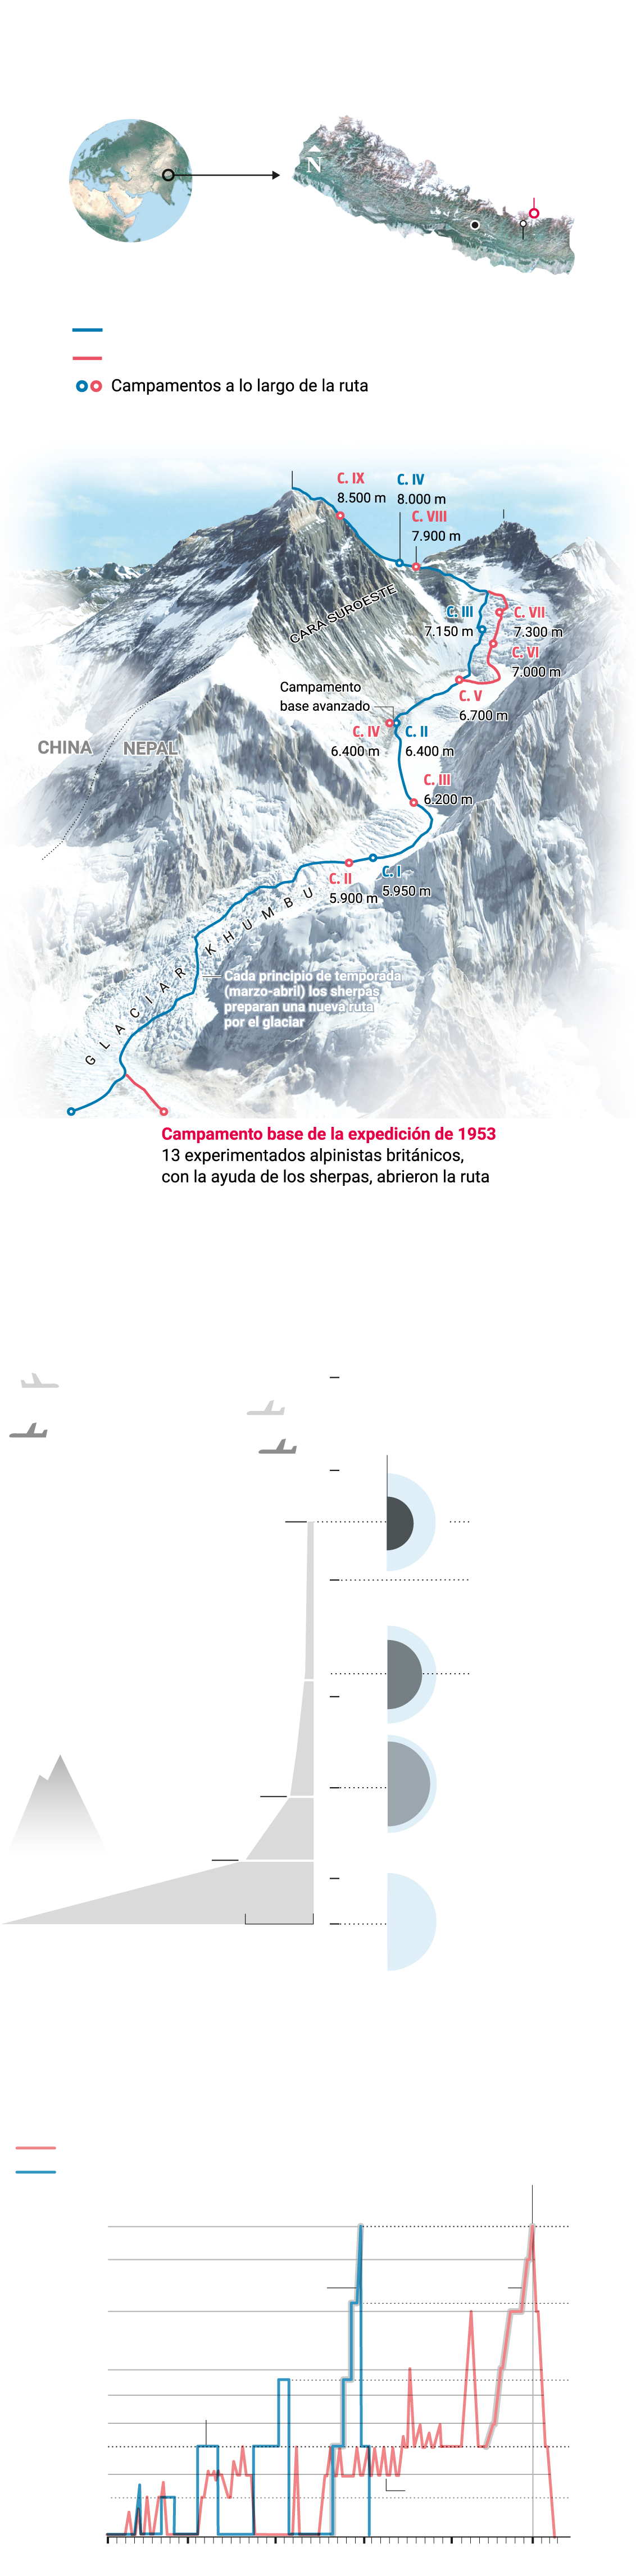 N
Campamentos a lo largo de la ruta
C. IX
8.500 m
C. IV
8.000 m
C. VIII
7.900 m
CARA SUROESTE
C. III
7.150 m
C. VII
7.300 m
C. VI
7.000 m
C. V
6.700 m
Campamento
base avanzado
C. IV
6.400 m
C. II
6.400 m
CHINA
NEPAL
C. III
6.200 m
C. II
5.900 m
C. I
5.950 m
GLACIAR KHUMBU
Cada principio de temporada
(marzo-abril) los sherpas
preparan una nueva ruta
por el glaciar
Campamento base de la expedición de 1953
13 experimentados alpinistas británicos,
con la ayuda de los sherpas, abrieron la ruta